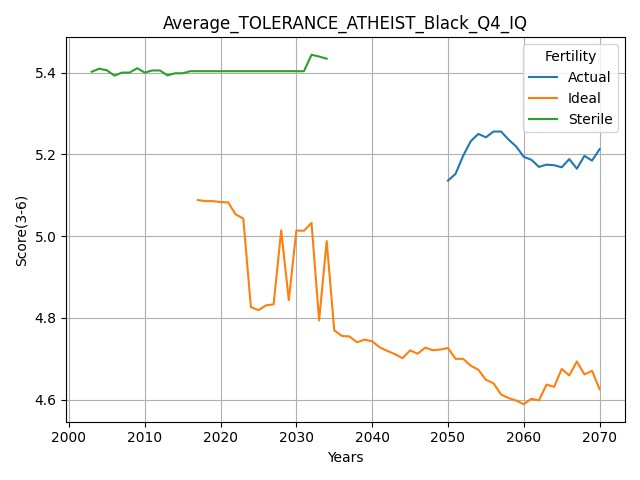 Average_TOLERANCE_ATHEIST_Black_Q4_IQ
Fertility
Actual
Ideal
Sterile
Score(3-6)
5.4
5.2
5.0
4.8
4.6
2000 2010 2020 2030 2040 2050 2060 2070
Years